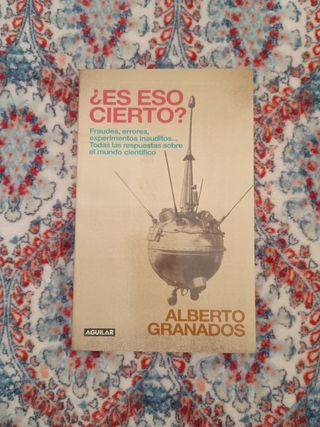 ¿ES ESO
CIERTO?
Fraudes, errores,
experimentos inauditos...
Todas las respuestas sobre
el mundo científico
ALBERTO
GRANADOS
AGUILAR